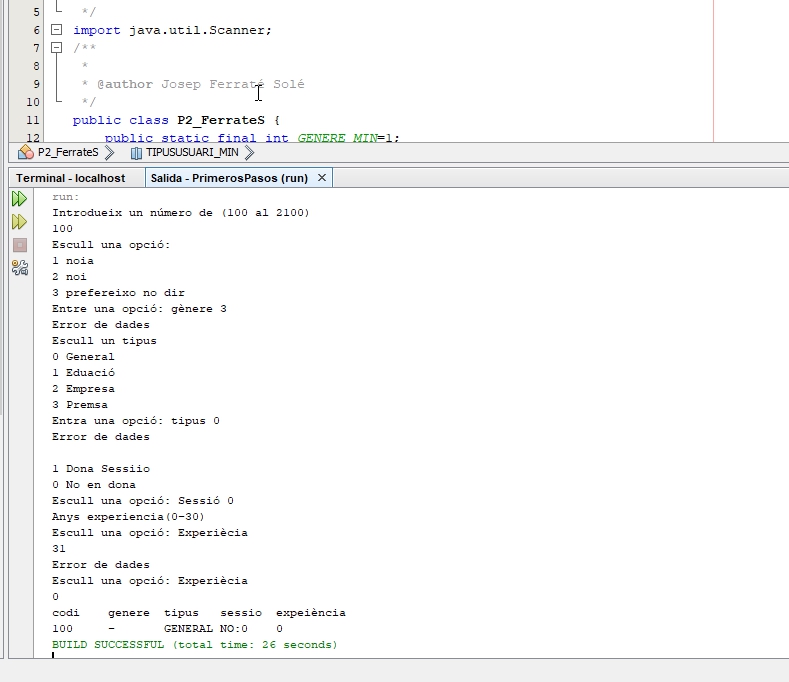 5 */
6 import java.util.Scanner;
7 /**
8 *
9 * @author Josep Ferraté Solé
10 */
11 public class P2_FerrateS {
12 public static final int GENERE_MIN=1;
P2_FerrateS TIPUSUSUARI_MIN
Terminal - localhost Salida - PrimerosPasos (run) ×
run:
Introdueix un número de (100 al 2100)
100
Escull una opció:
1 noia
2 noi
3 prefereixo no dir
Entre una opció: gènere 3
Error de dades
Escull un tipus
0 General
1 Eduació
2 Empresa
3 Premsa
Entra una opció: tipus 0
Error de dades
1 Dona Sessiio
0 No en dona
Escull una opció: Sessió 0
Anys experiencia(0-30)
Escull una opció: Experiècia
31
Error de dades
Escull una opció: Experiècia
0
codi genere tipus sessio expeiència
100 - GENERAL NO:0 0
BUILD SUCCESSFUL (total time: 26 seconds)